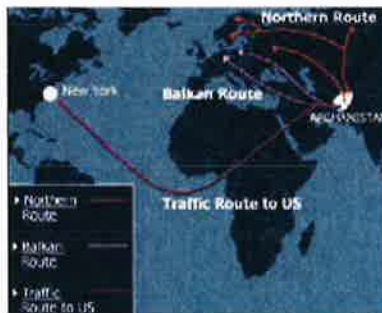 Northern Route
New York
Balkan Route
AFGHANISTAN
Traffic Route to US
Northern
Route
Balkan
Route
Traffic
Route to US